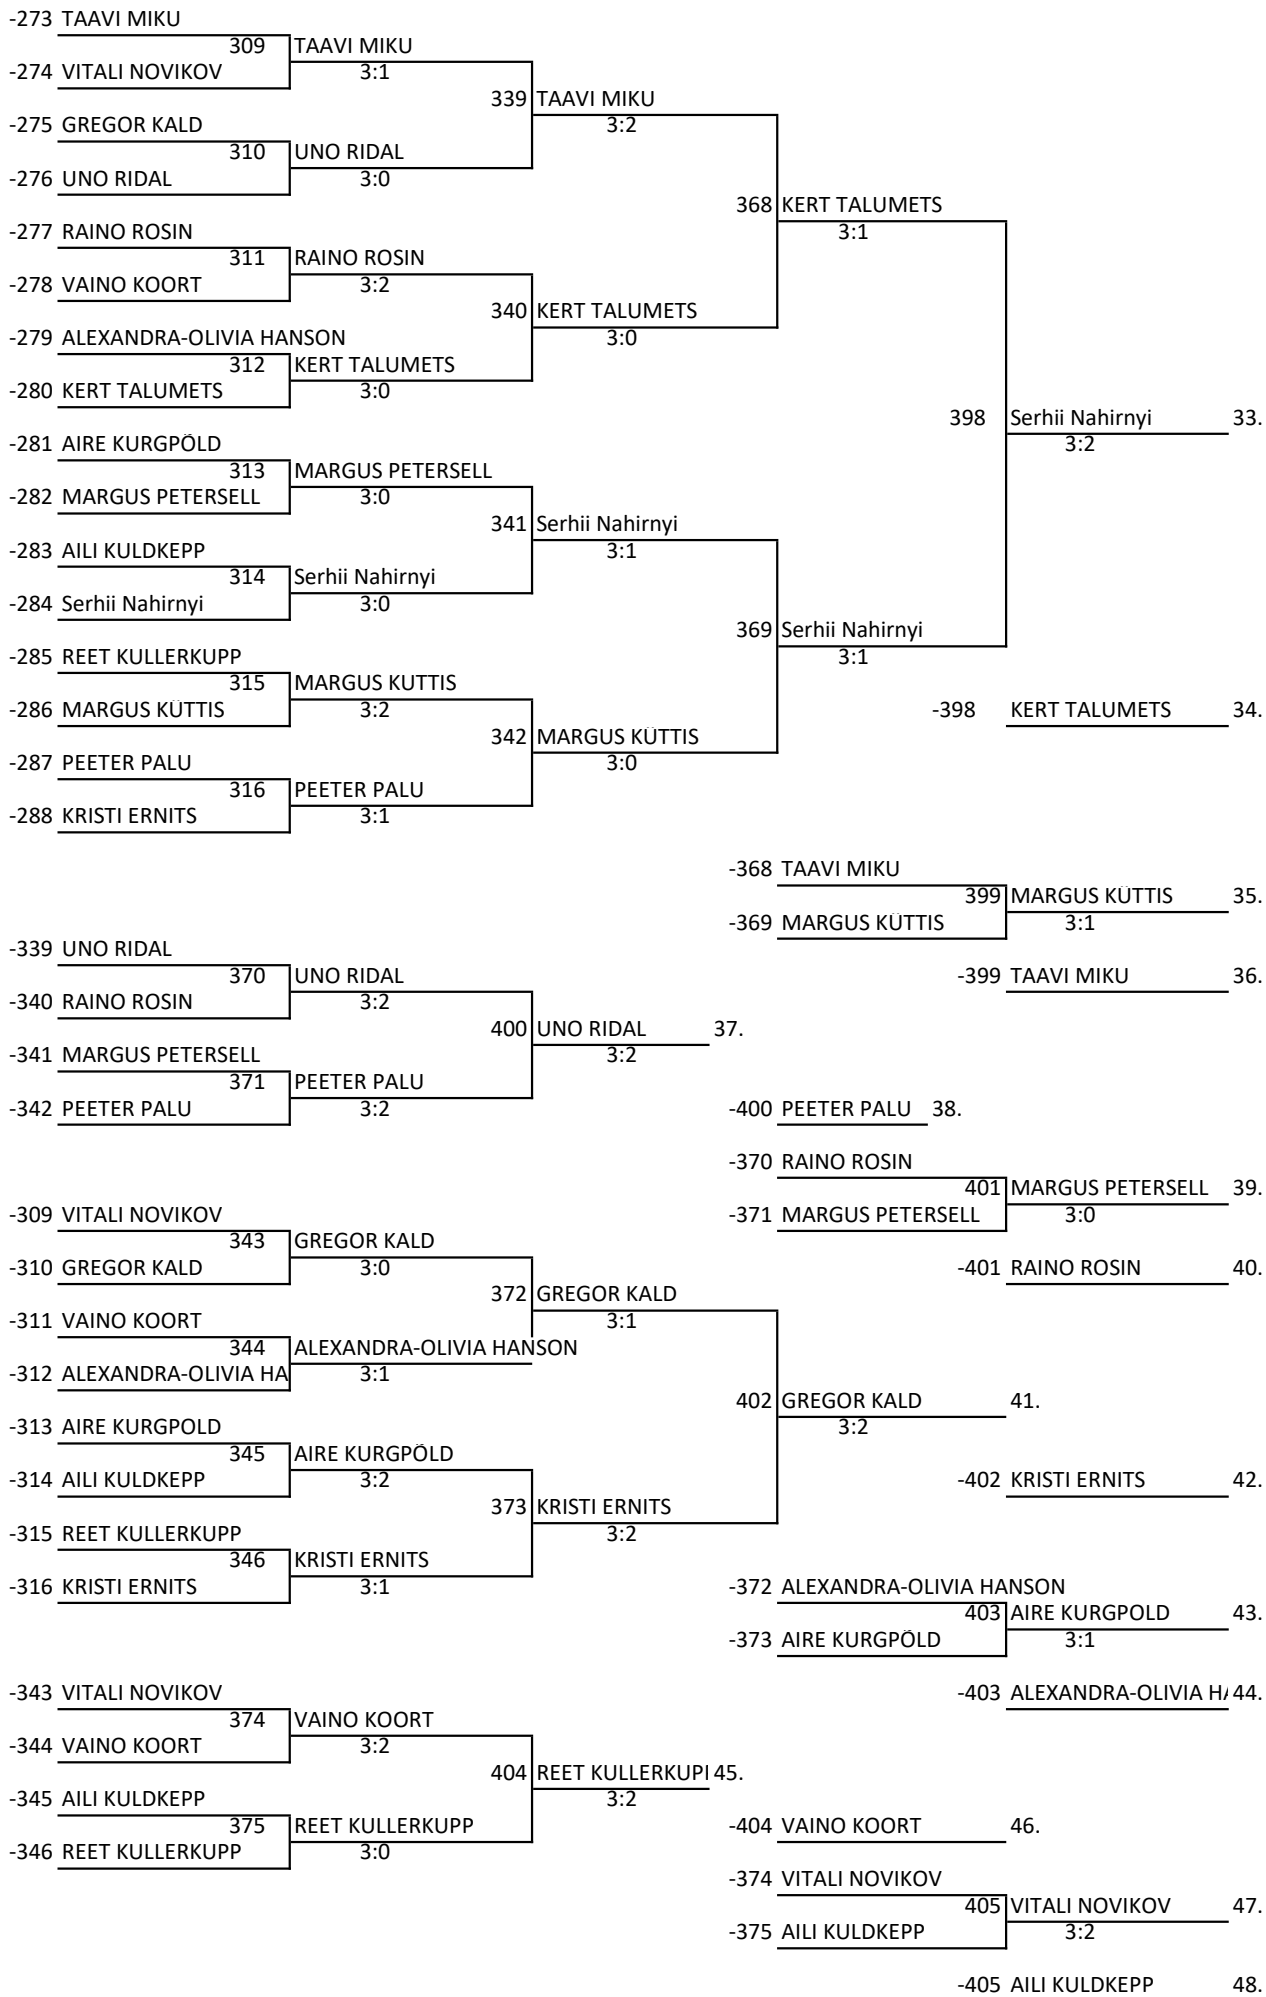 -273 TAAVI MIKU
309 TAAVI MIKU
-274 VITALI NOVIKOV 3:1
339 TAAVI MIKU
-275 GREGOR KALD 3:2
310 UNO RIDAL
-276 UNO RIDAL 3:0
368 KERT TALUMETS
-277 RAINO ROSIN 3:1
311 RAINO ROSIN
-278 VAINO KOORT 3:2
340 KERT TALUMETS
-279 ALEXANDRA-OLIVIA HANSON 3:0
312 KERT TALUMETS
-280 KERT TALUMETS 3:0
398 Serhii Nahirnyi 33.
-281 AIRE KURGPÕLD 3:2
313 MARGUS PETERSELL
-282 MARGUS PETERSELL 3:0
341 Serhii Nahirnyi
-283 AILI KULDKEPP 3:1
314 Serhii Nahirnyi
-284 Serhii Nahirnyi 3:0
369 Serhii Nahirnyi
-285 REET KULLERKUPP 3:1
315 MARGUS KUTTIS
-286 MARGUS KÜTTIS 3:2 -398 KERT TALUMETS 34.
342 MARGUS KÜTTIS
-287 PEETER PALU 3:0
316 PEETER PALU
-288 KRISTI ERNITS 3:1
-368 TAAVI MIKU
399 MARGUS KÜTTIS 35.
-369 MARGUS KÜTTIS 3:1
-339 UNO RIDAL
370 UNO RIDAL -399 TAAVI MIKU 36.
-340 RAINO ROSIN 3:2
400 UNO RIDAL 37.
-341 MARGUS PETERSELL 3:2
371 PEETER PALU
-342 PEETER PALU 3:2 -400 PEETER PALU 38.
-370 RAINO ROSIN
401 MARGUS PETERSELL 39.
-309 VITALI NOVIKOV -371 MARGUS PETERSELL 3:0
343 GREGOR KALD
-310 GREGOR KALD 3:0 -401 RAINO ROSIN 40.
372 GREGOR KALD
-311 VAINO KOORT 3:1
344 ALEXANDRA-OLIVIA HANSON
-312 ALEXANDRA-OLIVIA HA 3:1
402 GREGOR KALD 41.
-313 AIRE KURGPOLD 3:2
345 AIRE KURGPÕLD
-314 AILI KULDKEPP 3:2 -402 KRISTI ERNITS 42.
373 KRISTI ERNITS
-315 REET KULLERKUPP 3:2
346 KRISTI ERNITS
-316 KRISTI ERNITS 3:1 -372 ALEXANDRA-OLIVIA HANSON
403 AIRE KURGPOLD 43.
-373 AIRE KURGPÕLD 3:1
-343 VITALI NOVIKOV -403 ALEXANDRA-OLIVIA HA 44.
374 VAINO KOORT
-344 VAINO KOORT 3:2
404 REET KULLERKUPI 45.
-345 AILI KULDKEPP 3:2
375 REET KULLERKUPP -404 VAINO KOORT 46.
-346 REET KULLERKUPP 3:0
-374 VITALI NOVIKOV
405 VITALI NOVIKOV 47.
-375 AILI KULDKEPP 3:2
-405 AILI KULDKEPP 48.